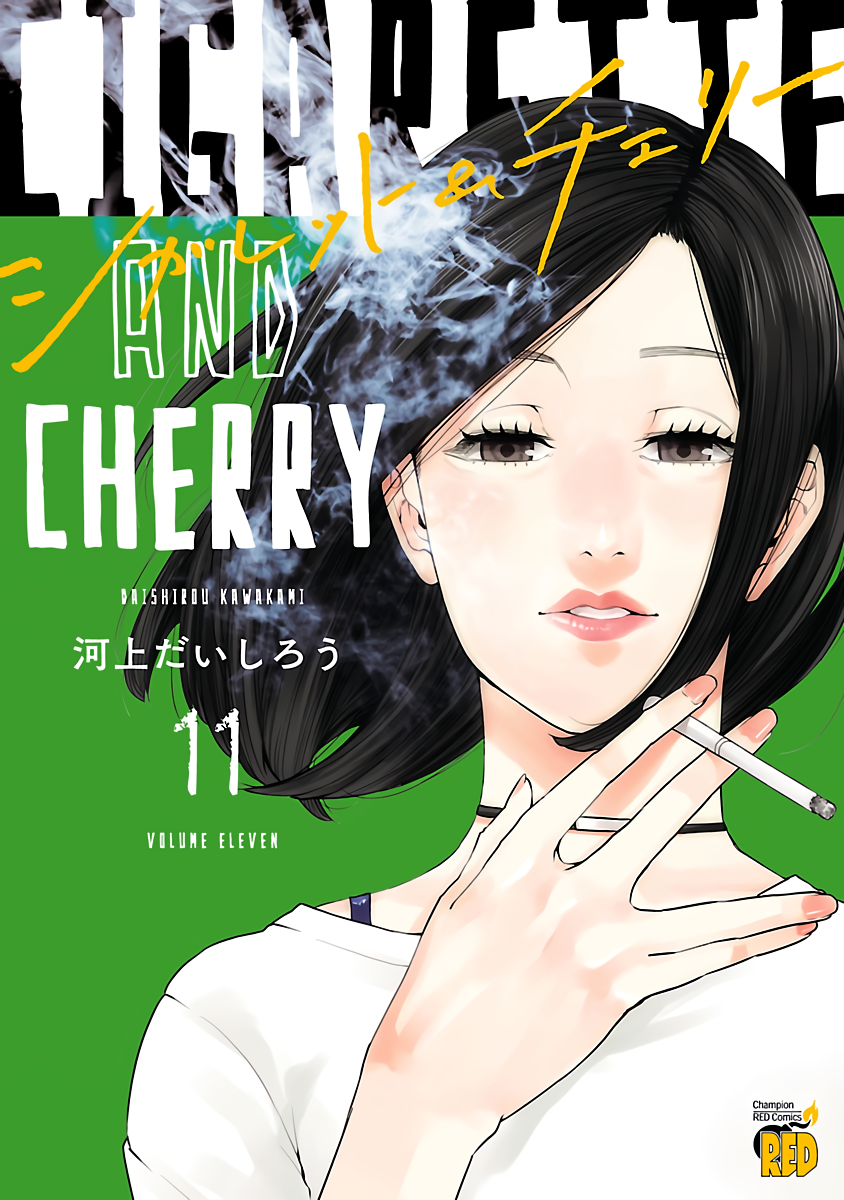 CIGARETTE
シガレット&チェリー
AND
CHERRY
DAISHIROU KAWAKAMI
河上だいしろう
11
VOLUME ELEVEN
Champion
RED Comics
RED